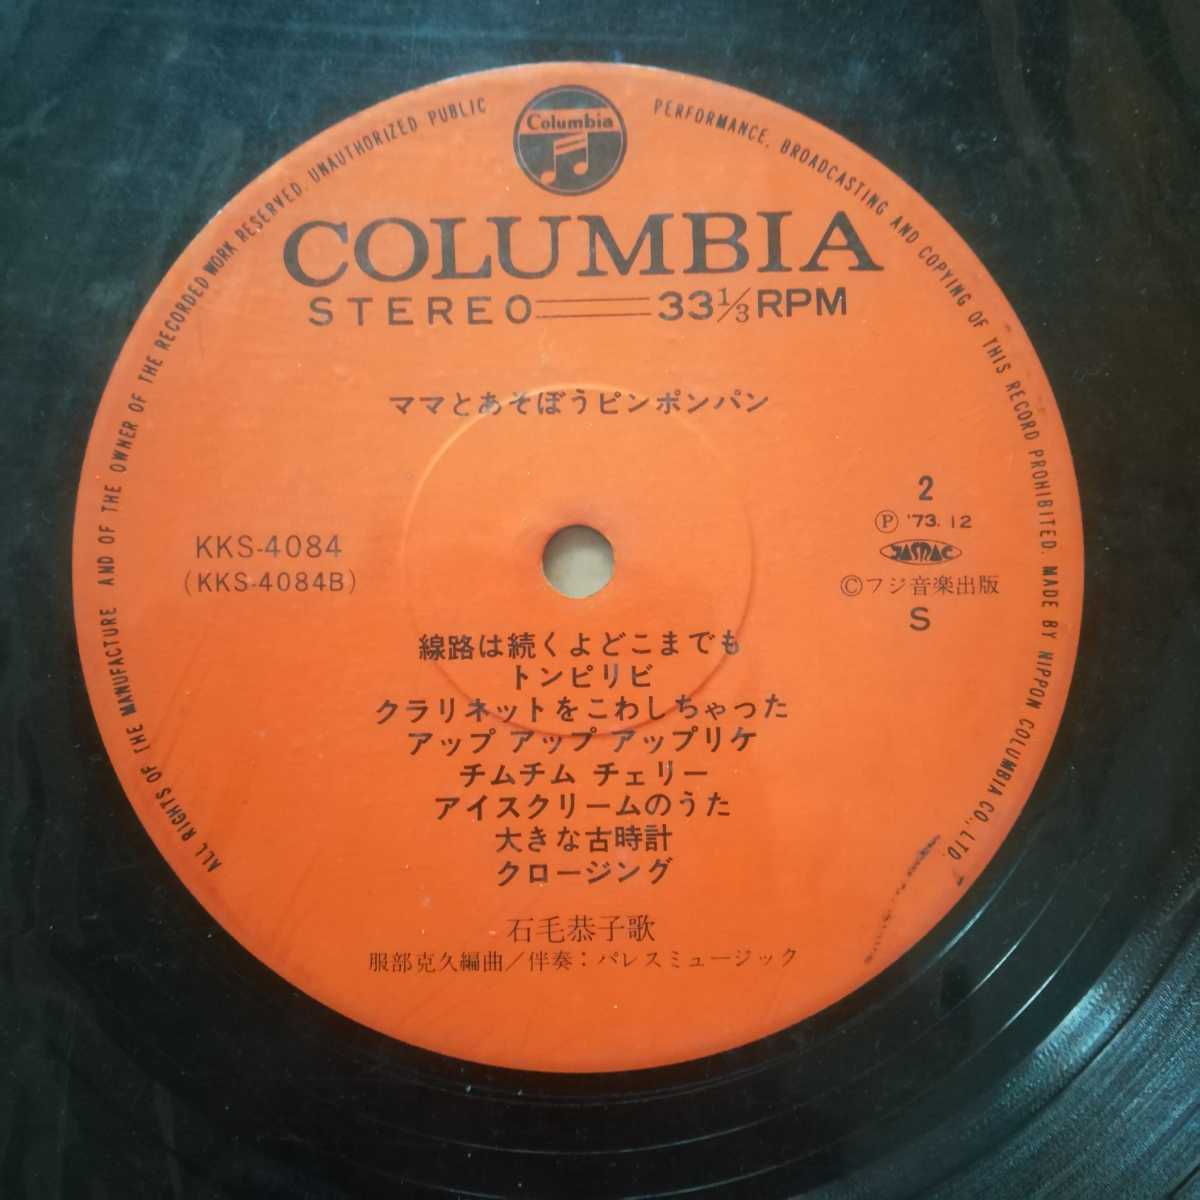 ALL RIGHTS OF THE MANUFACTURE AND OF THE OWNER OF THE RECORDED WORK RESERVED. UNAUTHORIZED PUBLIC PERFORMANCE, BROADCASTING AND COPYING OF THIS RECORD PROHIBITED. MADE BY NIPPON COLUMBIA CO., LTD.
Columbia
COLUMBIA
STEREO 33 1/3 RPM
ママとあそぼうピンポンパン
2
Ⓟ '73. 12
JASRAC
©フジ音楽出版
S
KKS-4084
(KKS-4084B)
線路は続くよどこまでも
トンピリビ
クラリネットをこわしちゃった
アップ アップ アップリケ
チムチム チェリー
アイスクリームのうた
大きな古時計
クロージング
石毛恭子歌
服部克久編曲/伴奏:パレスミュージック